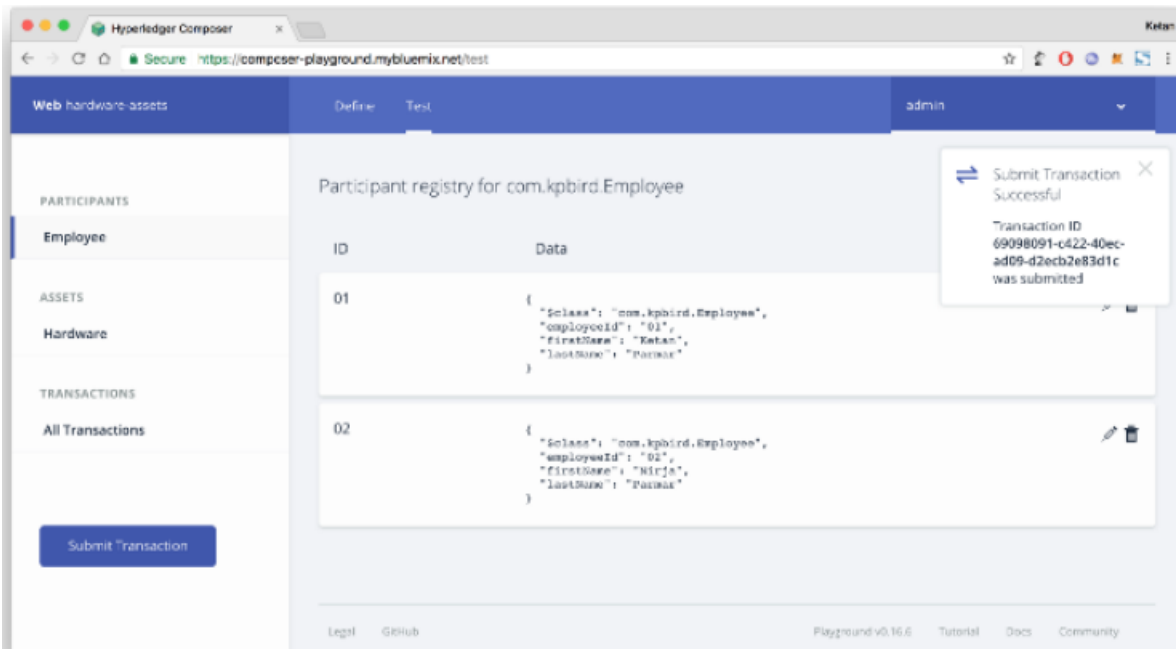 Hyperledger Composer
Ketan
Secure https://composer-playground.mybluemix.net/test
Web hardware-assets
Define Test
admin
PARTICIPANTS
Employee
ASSETS
Hardware
TRANSACTIONS
All Transactions
Submit Transaction
Participant registry for com.kpbird.Employee
ID Data
01
{
"$class": "com.kpbird.Employee",
"employeeId": "01",
"firstName": "Ketan",
"lastName": "Parmar"
}
02
{
"$class": "com.kpbird.Employee",
"employeeId": "02",
"firstName": "Nirja",
"lastName": "Parmar"
}
Submit Transaction
Successful
Transaction ID
69098091-c422-40ec-
ad09-d2ecb2e83d1c
was submitted
Legal GitHub
Playground v0.16.6 Tutorial Docs Community